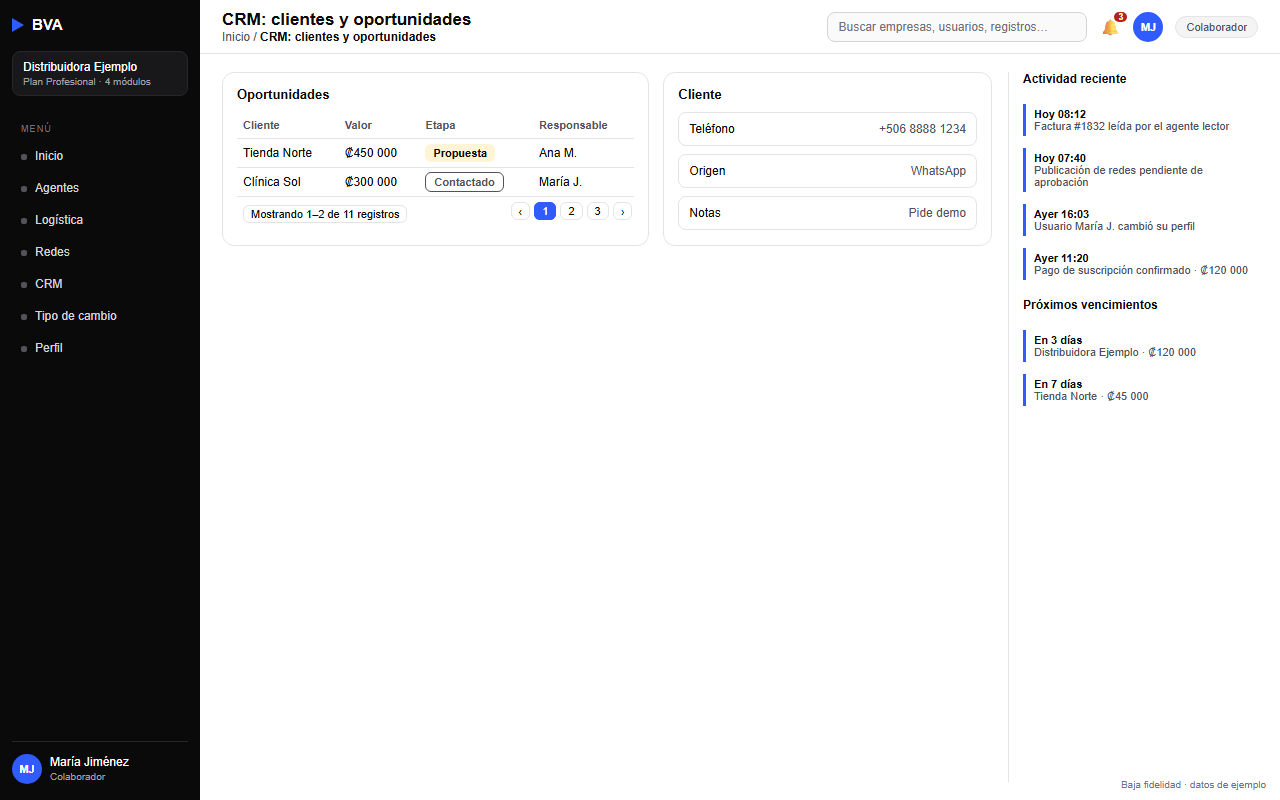 BVA
Distribuidora Ejemplo
Plan Profesional · 4 módulos
MENÚ
Inicio
Agentes
Logística
Redes
CRM
Tipo de cambio
Perfil
MJ
María Jiménez
Colaborador
CRM: clientes y oportunidades
Inicio / CRM: clientes y oportunidades
Buscar empresas, usuarios, registros…
3
MJ
Colaborador
Oportunidades
Cliente Valor Etapa Responsable
Tienda Norte ₡450 000 Propuesta Ana M.
Clínica Sol ₡300 000 Contactado María J.
Mostrando 1–2 de 11 registros ‹ 1 2 3 ›
Cliente
Teléfono +506 8888 1234
Origen WhatsApp
Notas Pide demo
Actividad reciente
Hoy 08:12
Factura #1832 leída por el agente lector
Hoy 07:40
Publicación de redes pendiente de
aprobación
Ayer 16:03
Usuario María J. cambió su perfil
Ayer 11:20
Pago de suscripción confirmado · ₡120 000
Próximos vencimientos
En 3 días
Distribuidora Ejemplo · ₡120 000
En 7 días
Tienda Norte · ₡45 000
Baja fidelidad · datos de ejemplo